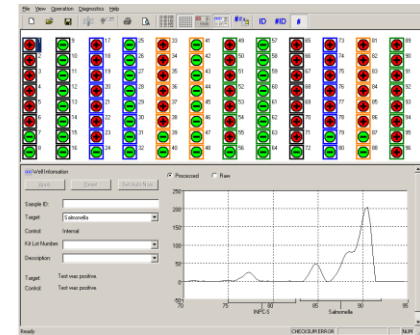 File View Operation Diagnostics Help
ID #ID #
1 9 17 25 33 41 49 57 65 73 81 89
2 10 18 26 34 42 50 58 66 74 82 90
3 11 19 27 35 43 51 59 67 75 83 91
4 12 20 28 36 44 52 60 68 76 84 92
5 13 21 29 37 45 53 61 69 77 85 93
6 14 22 30 38 46 54 62 70 78 86 94
7 15 23 31 39 47 55 63 71 79 87 95
8 16 24 32 40 48 56 64 72 80 88 96
Well Information
Apply Reset Set Auto Now
Processed Raw
Sample ID:
Target: Salmonella
Control: Internal
Kit Lot Number:
Description:
Target: Test was: positive.
Control: Test was: positive.
250
200
150
100
50
0
-50
70 75 80 85 90 95
INPC-S Salmonella
Ready CHECKSUM ERROR NUM